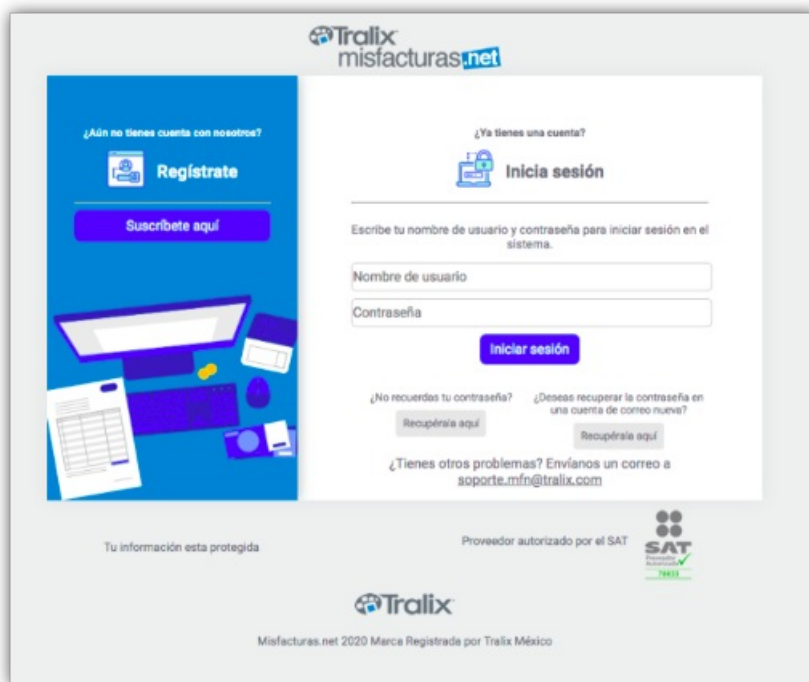 Tralix
misfacturas.net
¿Aún no tienes cuenta con nosotros?
Regístrate
Suscríbete aquí
¿Ya tienes una cuenta?
Inicia sesión
Escribe tu nombre de usuario y contraseña para iniciar sesión en el
sistema.
Nombre de usuario
Contraseña
Iniciar sesión
¿No recuerdas tu contraseña?
Recupérala aquí
¿Deseas recuperar la contraseña en
una cuenta de correo nueva?
Recupérala aquí
¿Tienes otros problemas? Envíanos un correo a
soporte.mfn@tralix.com
Tu información esta protegida
Proveedor autorizado por el SAT
SAT
Proveedor
Autorizado
Tralix
Misfacturas.net 2020 Marca Registrada por Tralix México